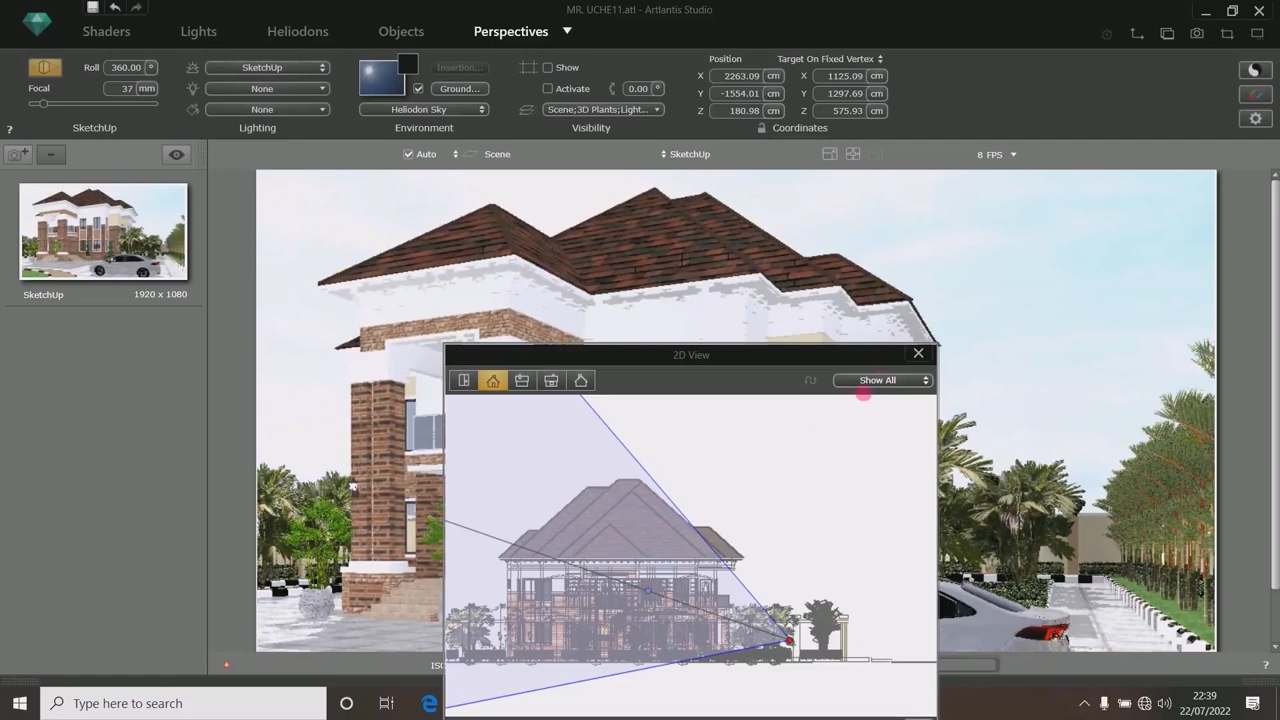 MR. UCHE11.atl - Artlantis Studio
Shaders Lights Heliodons Objects Perspectives
Roll 360.00 °
Focal 37 mm
SketchUp
SketchUp
None
None
Lighting
Insertion...
Ground...
Heliodon Sky
Environment
Show
Activate 0.00 °
Scene;3D Plants;Light...
Visibility
Position Target On Fixed Vertex
X 2263.09 cm X 1125.09 cm
Y -1554.01 cm Y 1297.69 cm
Z 180.98 cm Z 575.93 cm
Coordinates
?
Auto Scene SketchUp 8 FPS
SketchUp 1920 x 1080
2D View
Show All
?
Type here to search
22:39
22/07/2022